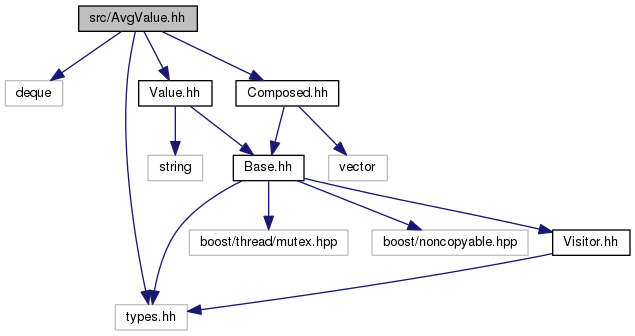 src/AvgValue.hh
deque
Value.hh
Composed.hh
string
Base.hh
vector
boost/thread/mutex.hpp
boost/noncopyable.hpp
Visitor.hh
types.hh